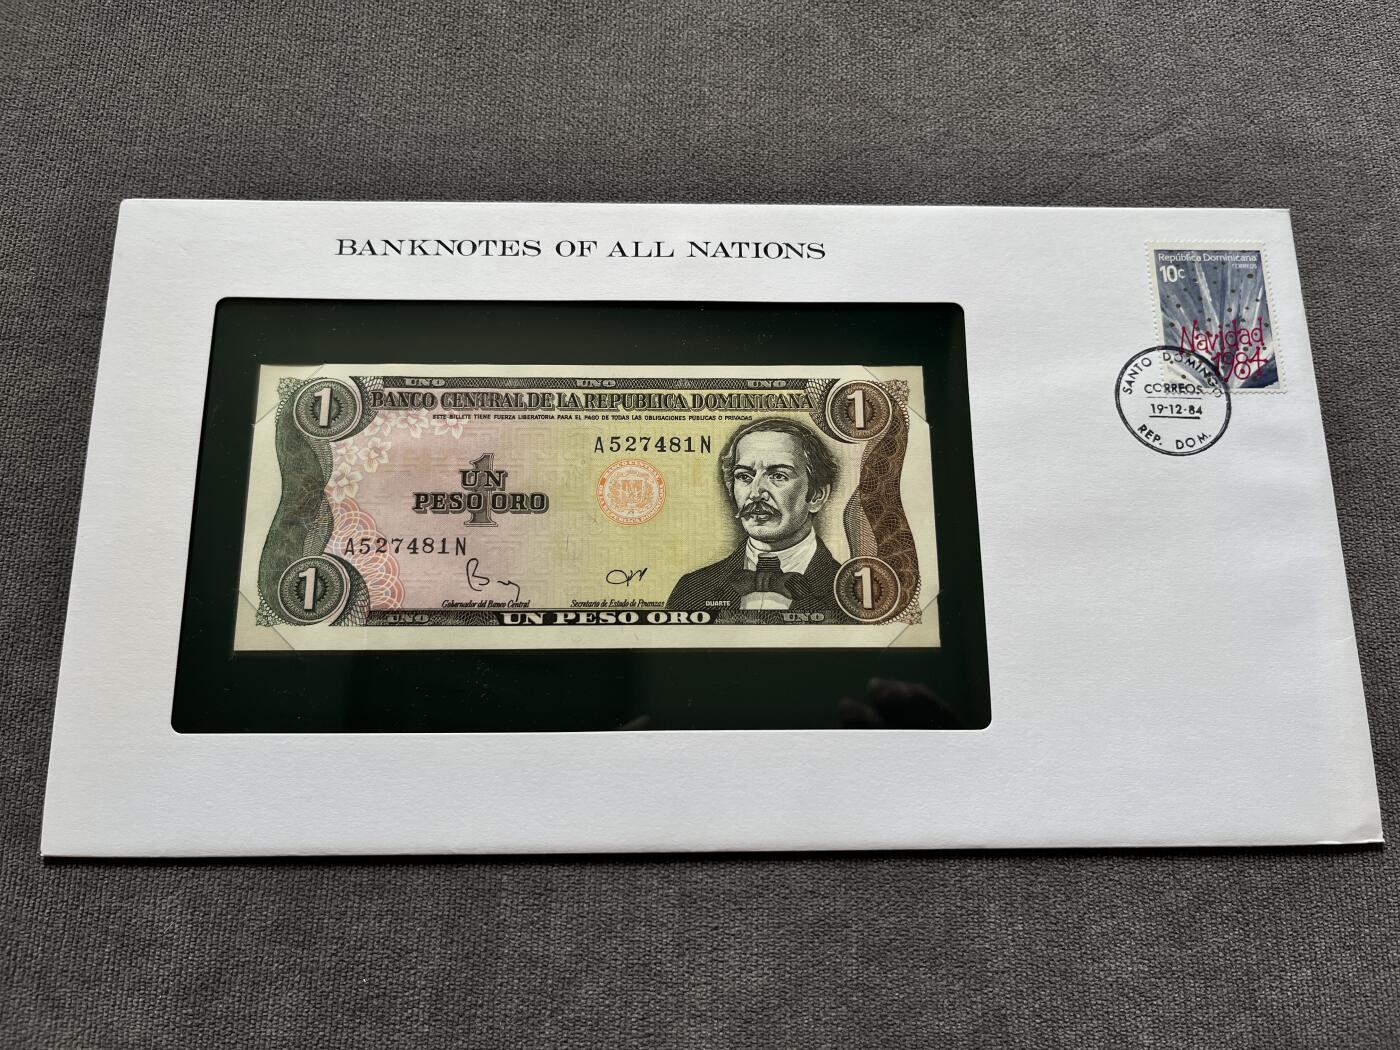 BANKNOTES OF ALL NATIONS
República Dominicana
CORREOS
10c
Navidad
1984
SANTO DOMINGO
CORREOS
19-12-84
REP. DOM.
UNO UNO UNO
1 BANCO CENTRAL DE LA REPUBLICA DOMINICANA 1
ESTE BILLETE TIENE FUERZA LIBERATORIA PARA EL PAGO DE TODAS LAS OBLIGACIONES PUBLICAS O PRIVADAS
A527481N
1
UN
PESO ORO
A527481N
Gobernador del Banco Central Secretario de Estado de Finanzas DUARTE
1 1
UNO UN PESO ORO UNO